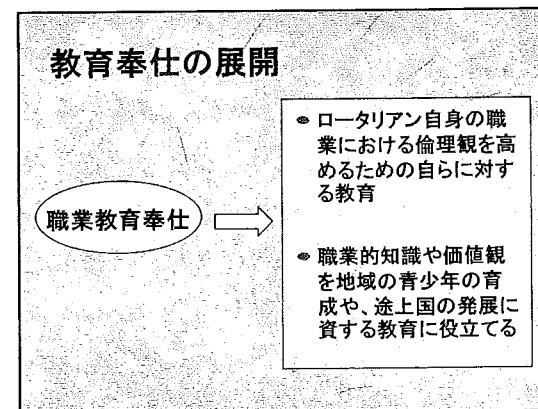 教育奉仕の展開
職業教育奉仕
ロータリアン自身の職
業における倫理観を高
めるための自らに対す
る教育
職業的知識や価値観
を地域の青少年の育
成や、途上国の発展に
資する教育に役立てる